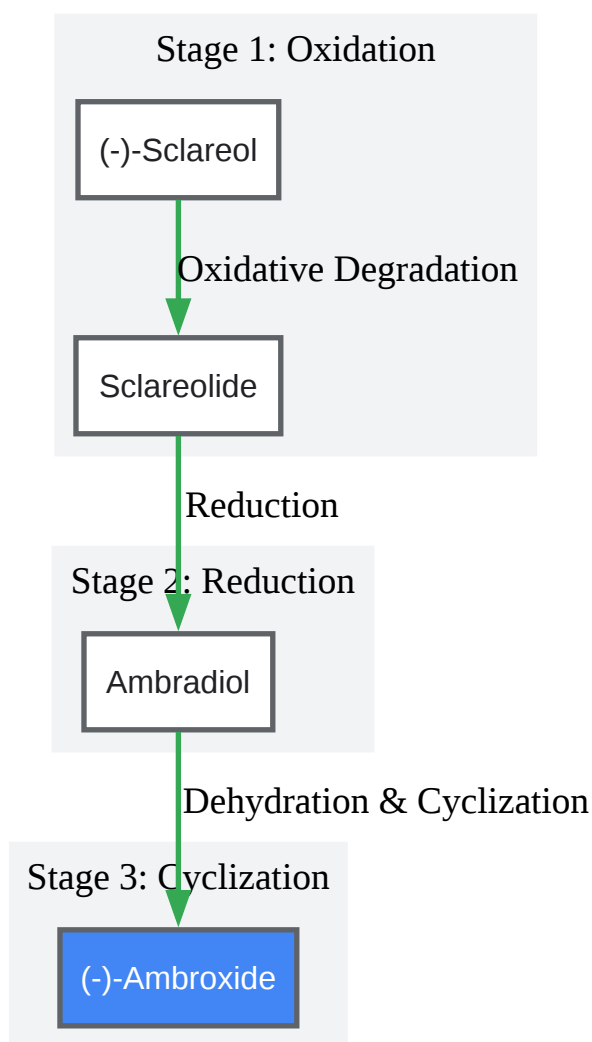 Stage 1: Oxidation
(-)-Sclareol
Oxidative Degradation
Sclareolide
Reduction
Stage 2: Reduction
Ambradiol
Dehydration & Cyclization
Stage 3: Cyclization
(-)-Ambroxide